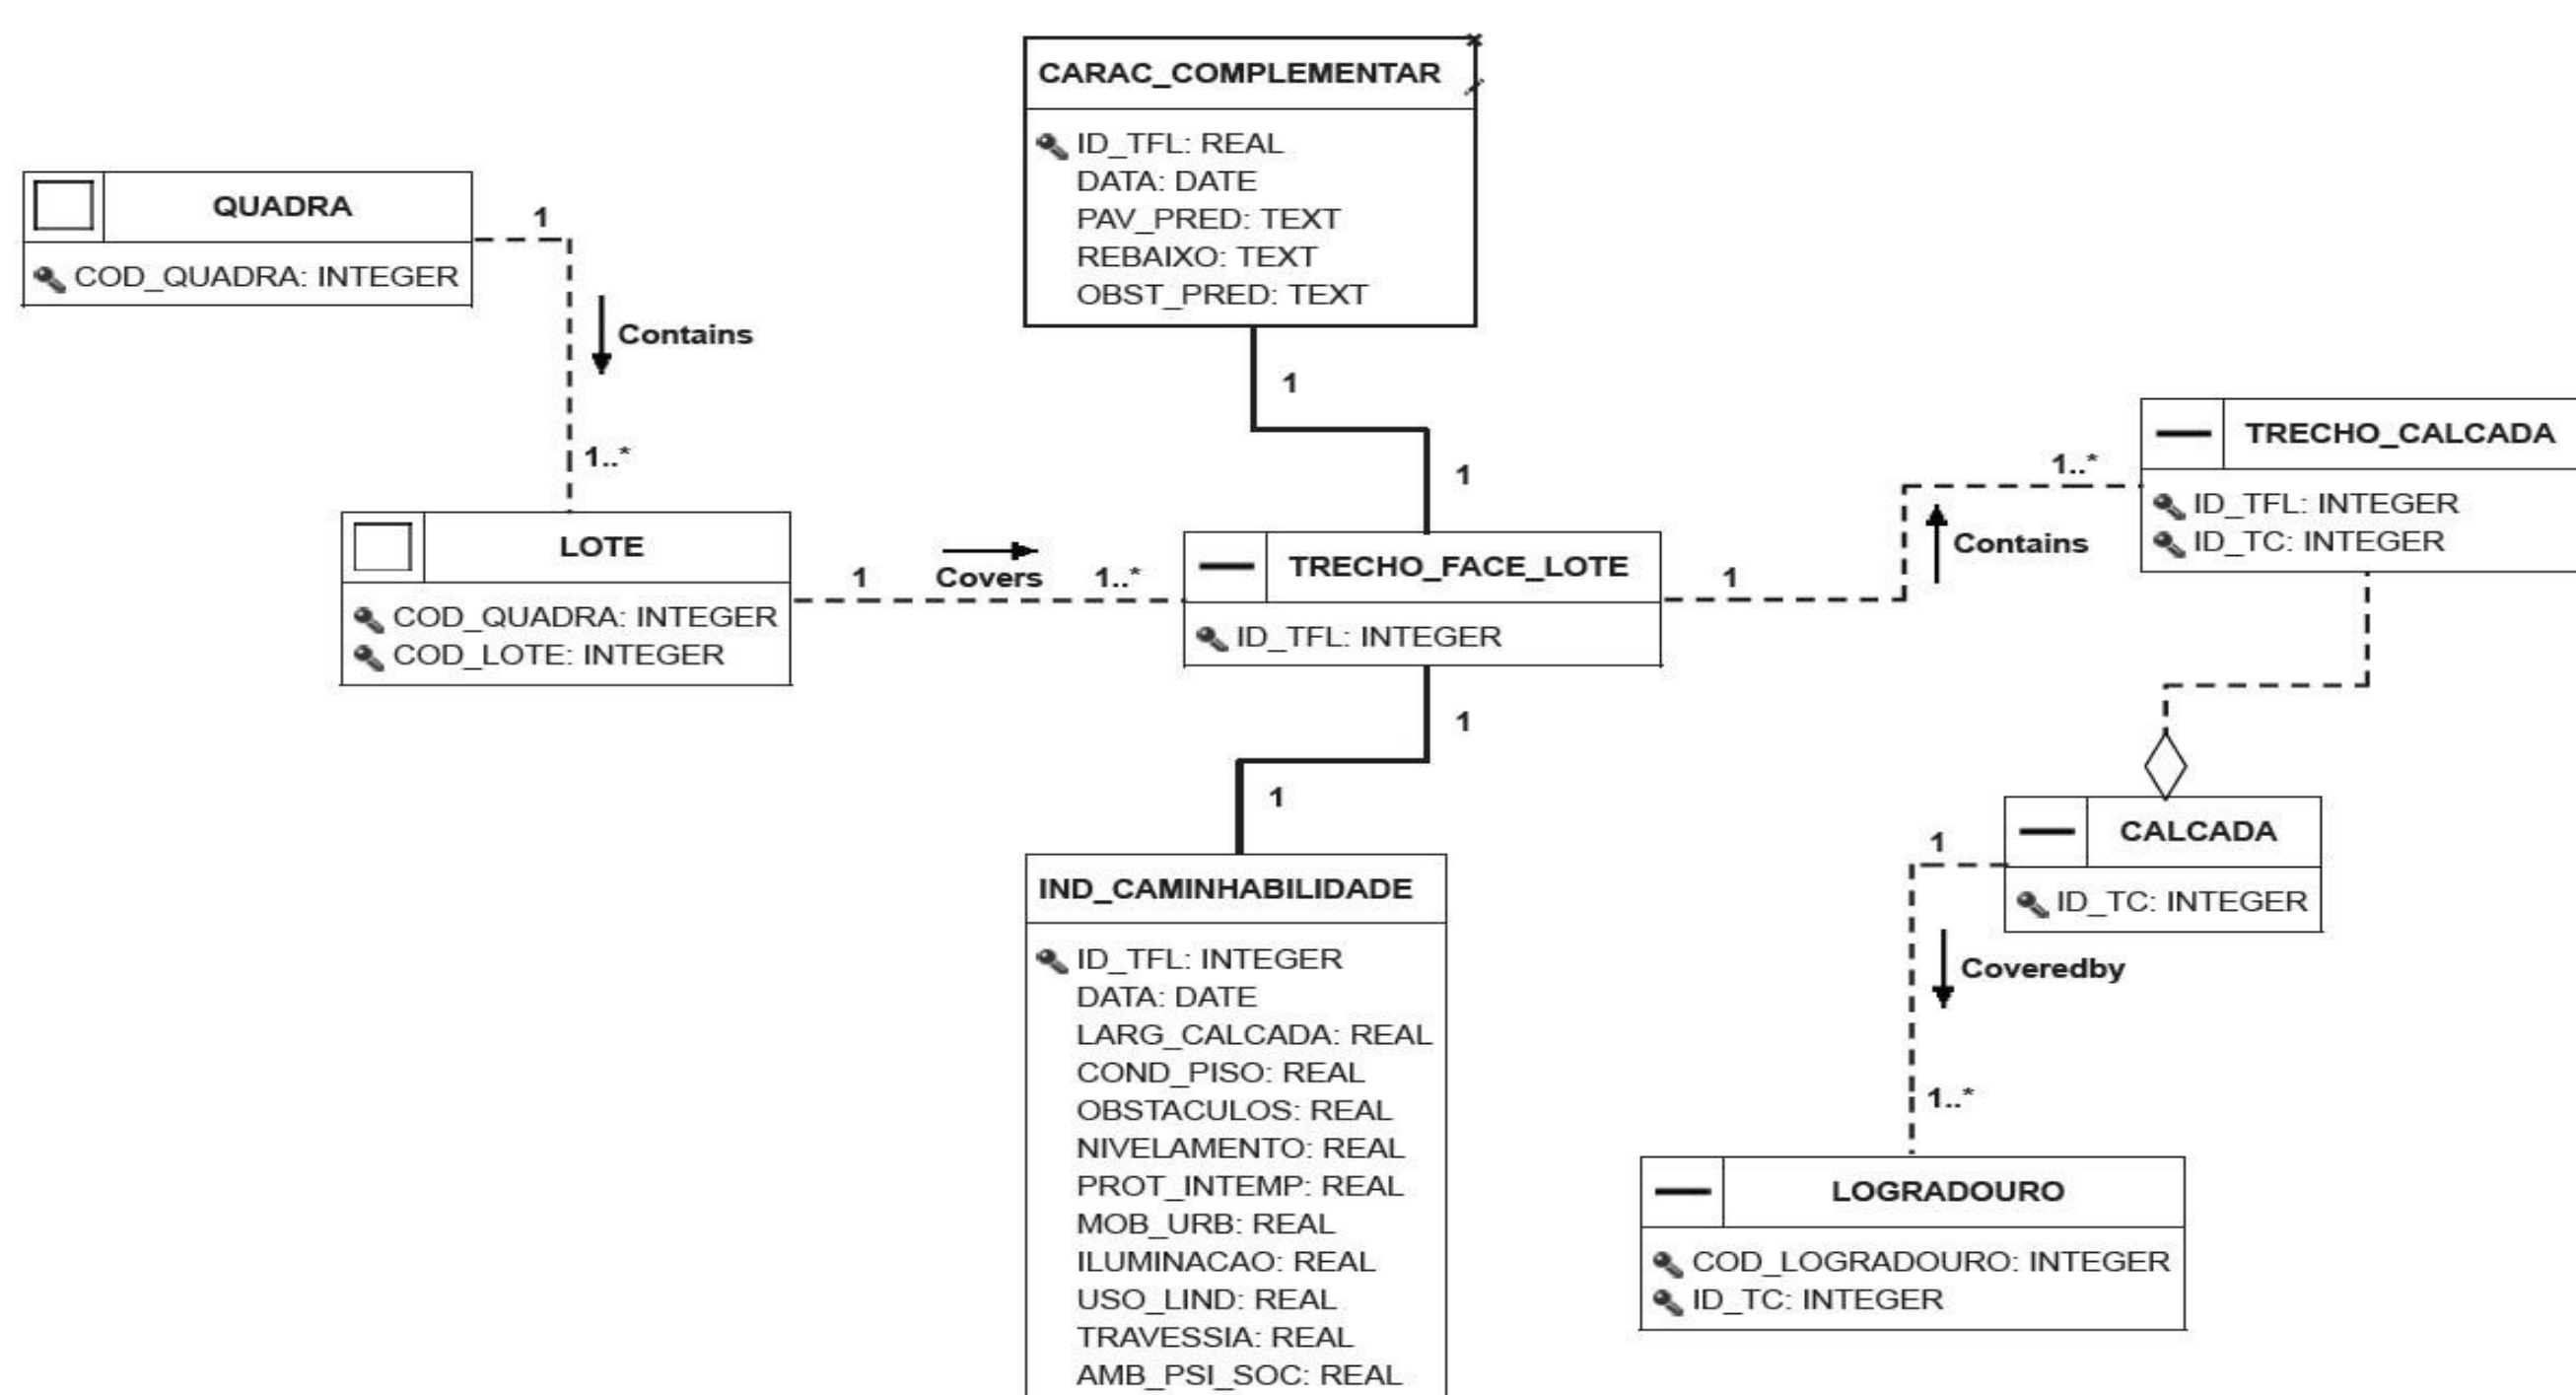 CARAC_COMPLEMENTAR
ID_TFL: REAL
DATA: DATE
PAV_PRED: TEXT
REBAIXO: TEXT
OBST_PRED: TEXT
QUADRA
COD_QUADRA: INTEGER
1
Contains
1..*
LOTE
COD_QUADRA: INTEGER
COD_LOTE: INTEGER
1
Covers
1..*
1
1
TRECHO_FACE_LOTE
ID_TFL: INTEGER
1
Contains
1..*
TRECHO_CALCADA
ID_TFL: INTEGER
ID_TC: INTEGER
1
1
IND_CAMINHABILIDADE
ID_TFL: INTEGER
DATA: DATE
LARG_CALCADA: REAL
COND_PISO: REAL
OBSTACULOS: REAL
NIVELAMENTO: REAL
PROT_INTEMP: REAL
MOB_URB: REAL
ILUMINACAO: REAL
USO_LIND: REAL
TRAVESSIA: REAL
AMB_PSI_SOC: REAL
CALCADA
ID_TC: INTEGER
1
Coveredby
1..*
LOGRADOURO
COD_LOGRADOURO: INTEGER
ID_TC: INTEGER